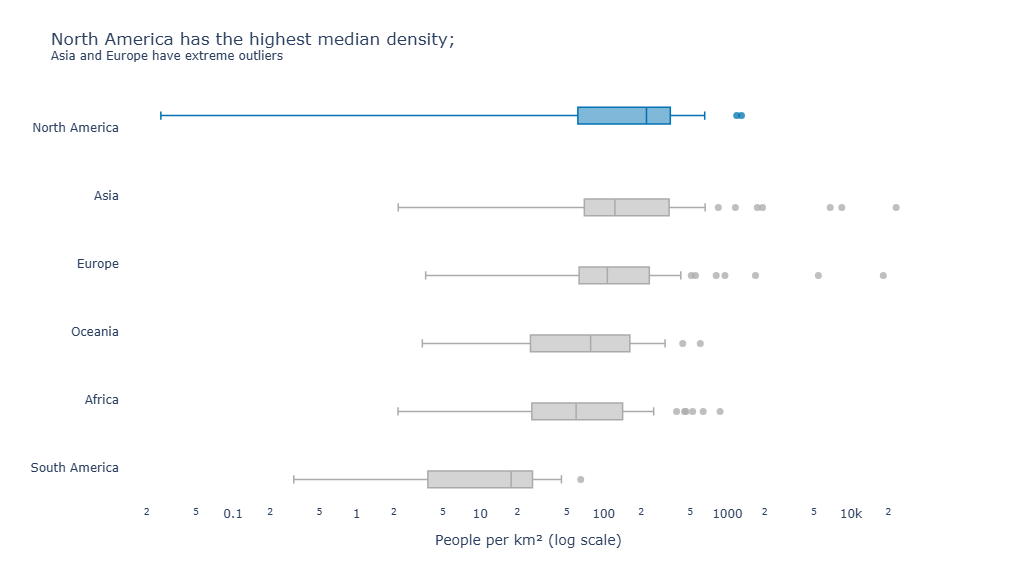 North America has the highest median density;
Asia and Europe have extreme outliers
North America
Asia
Europe
Oceania
Africa
South America
2 5 0.1 2 5 1 2 5 10 2 5 100 2 5 1000 2 5 10k 2
People per km² (log scale)